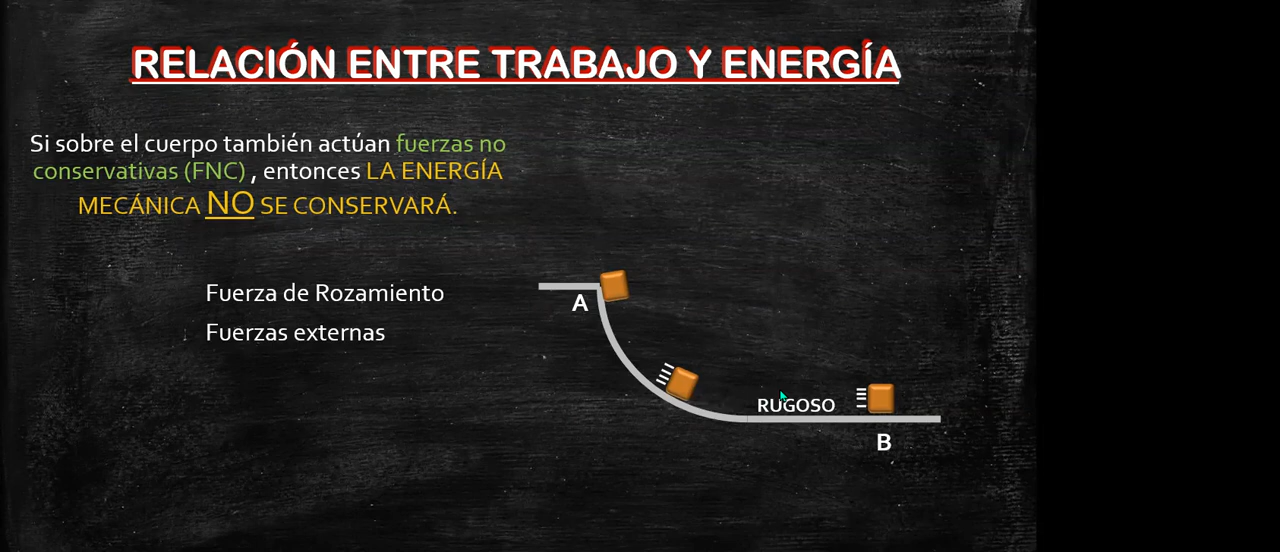 RELACIÓN ENTRE TRABAJO Y ENERGÍA
Si sobre el cuerpo también actúan fuerzas no
conservativas (FNC) , entonces LA ENERGÍA
MECÁNICA NO SE CONSERVARÁ.
Fuerza de Rozamiento
Fuerzas externas
A
RUGOSO
B